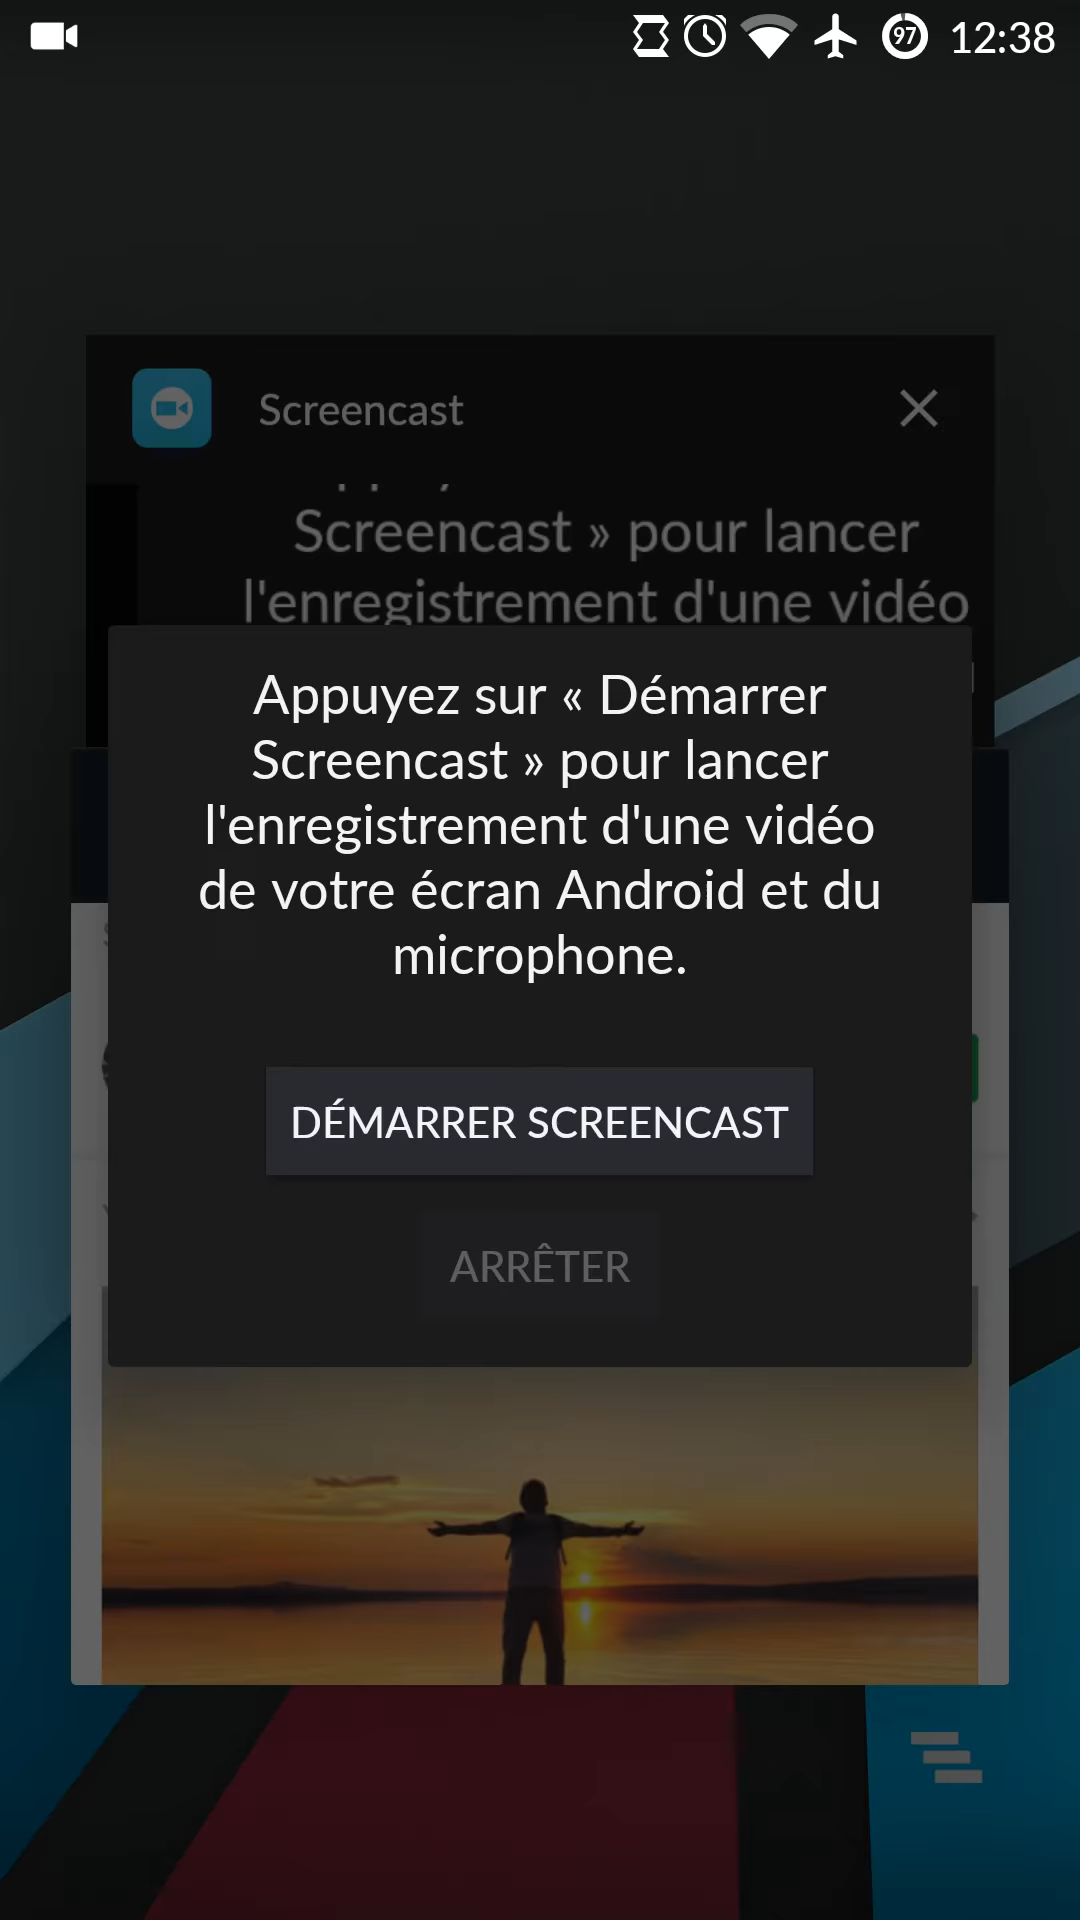 97 12:38
Screencast
Screencast » pour lancer
l'enregistrement d'une vidéo
Appuyez sur « Démarrer
Screencast » pour lancer
l'enregistrement d'une vidéo
de votre écran Android et du
microphone.
DÉMARRER SCREENCAST
ARRÊTER